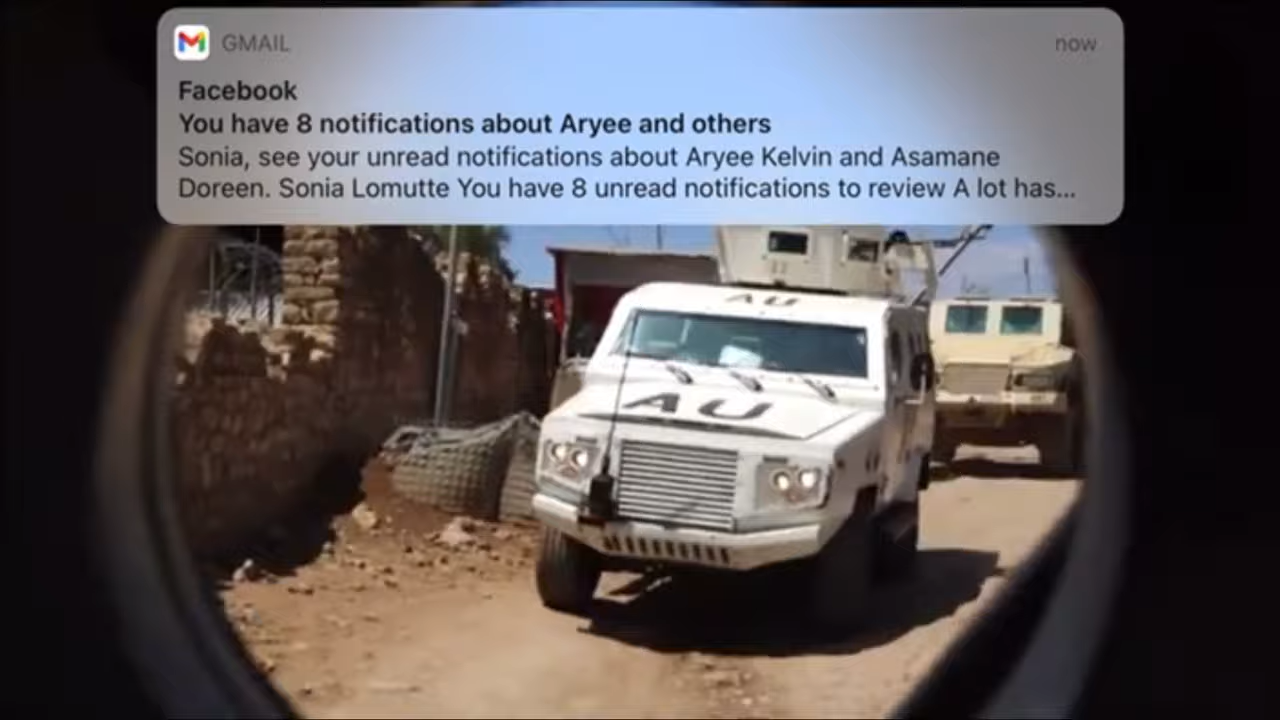 GMAIL
now
Facebook
You have 8 notifications about Aryee and others
Sonia, see your unread notifications about Aryee Kelvin and Asamane
Doreen. Sonia Lomutte You have 8 unread notifications to review A lot has...
AU
AU